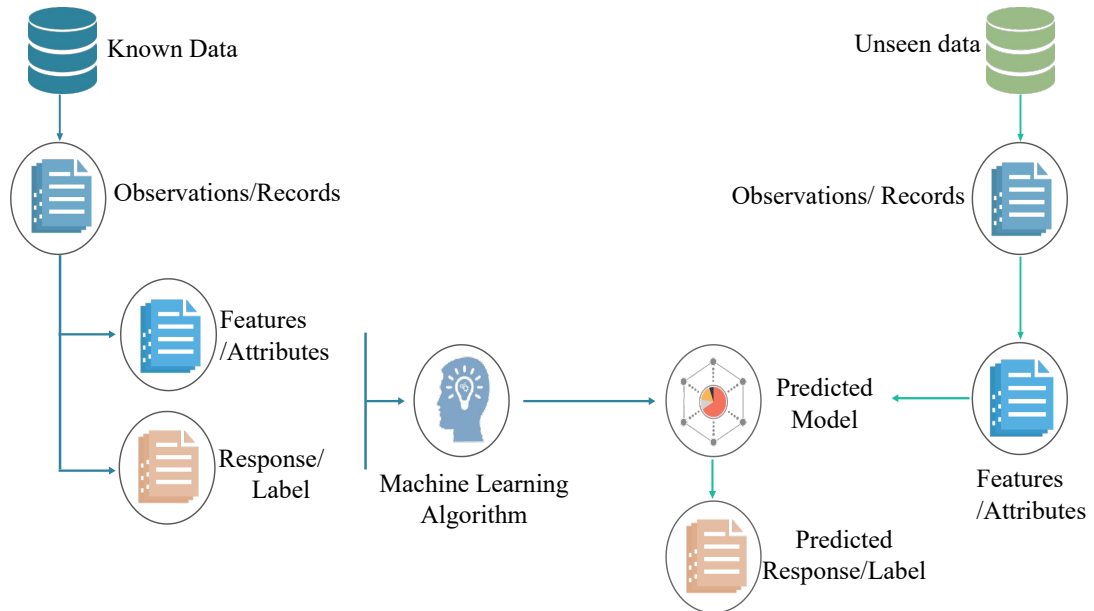 Known Data
Unseen data
Observations/Records
Observations/ Records
Features
/Attributes
Response/
Label
Machine Learning
Algorithm
Predicted
Model
Features
/Attributes
Predicted
Response/Label